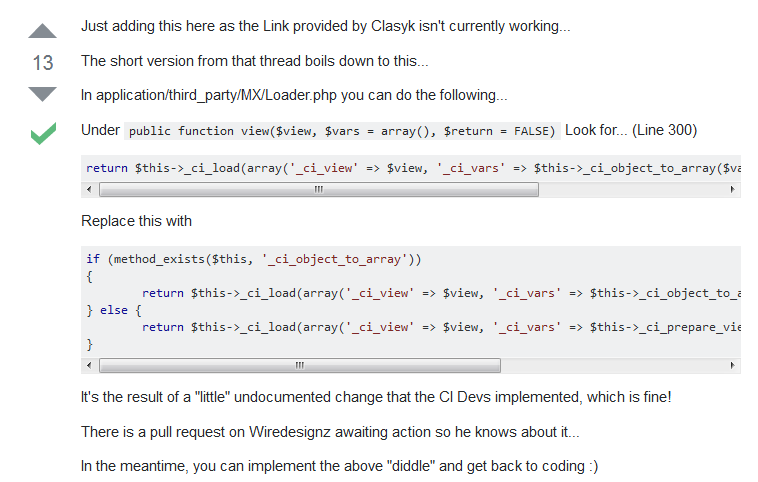 Just adding this here as the Link provided by Clasyk isn't currently working...
13
The short version from that thread boils down to this...
In application/third_party/MX/Loader.php you can do the following...
Under public function view($view, $vars = array(), $return = FALSE) Look for... (Line 300)
return $this->_ci_load(array('_ci_view' => $view, '_ci_vars' => $this->_ci_object_to_array($va
Replace this with
if (method_exists($this, '_ci_object_to_array'))
{
        return $this->_ci_load(array('_ci_view' => $view, '_ci_vars' => $this->_ci_object_to_a
} else {
        return $this->_ci_load(array('_ci_view' => $view, '_ci_vars' => $this->_ci_prepare_vie
}
It's the result of a "little" undocumented change that the CI Devs implemented, which is fine!
There is a pull request on Wiredesignz awaiting action so he knows about it...
In the meantime, you can implement the above "diddle" and get back to coding :)